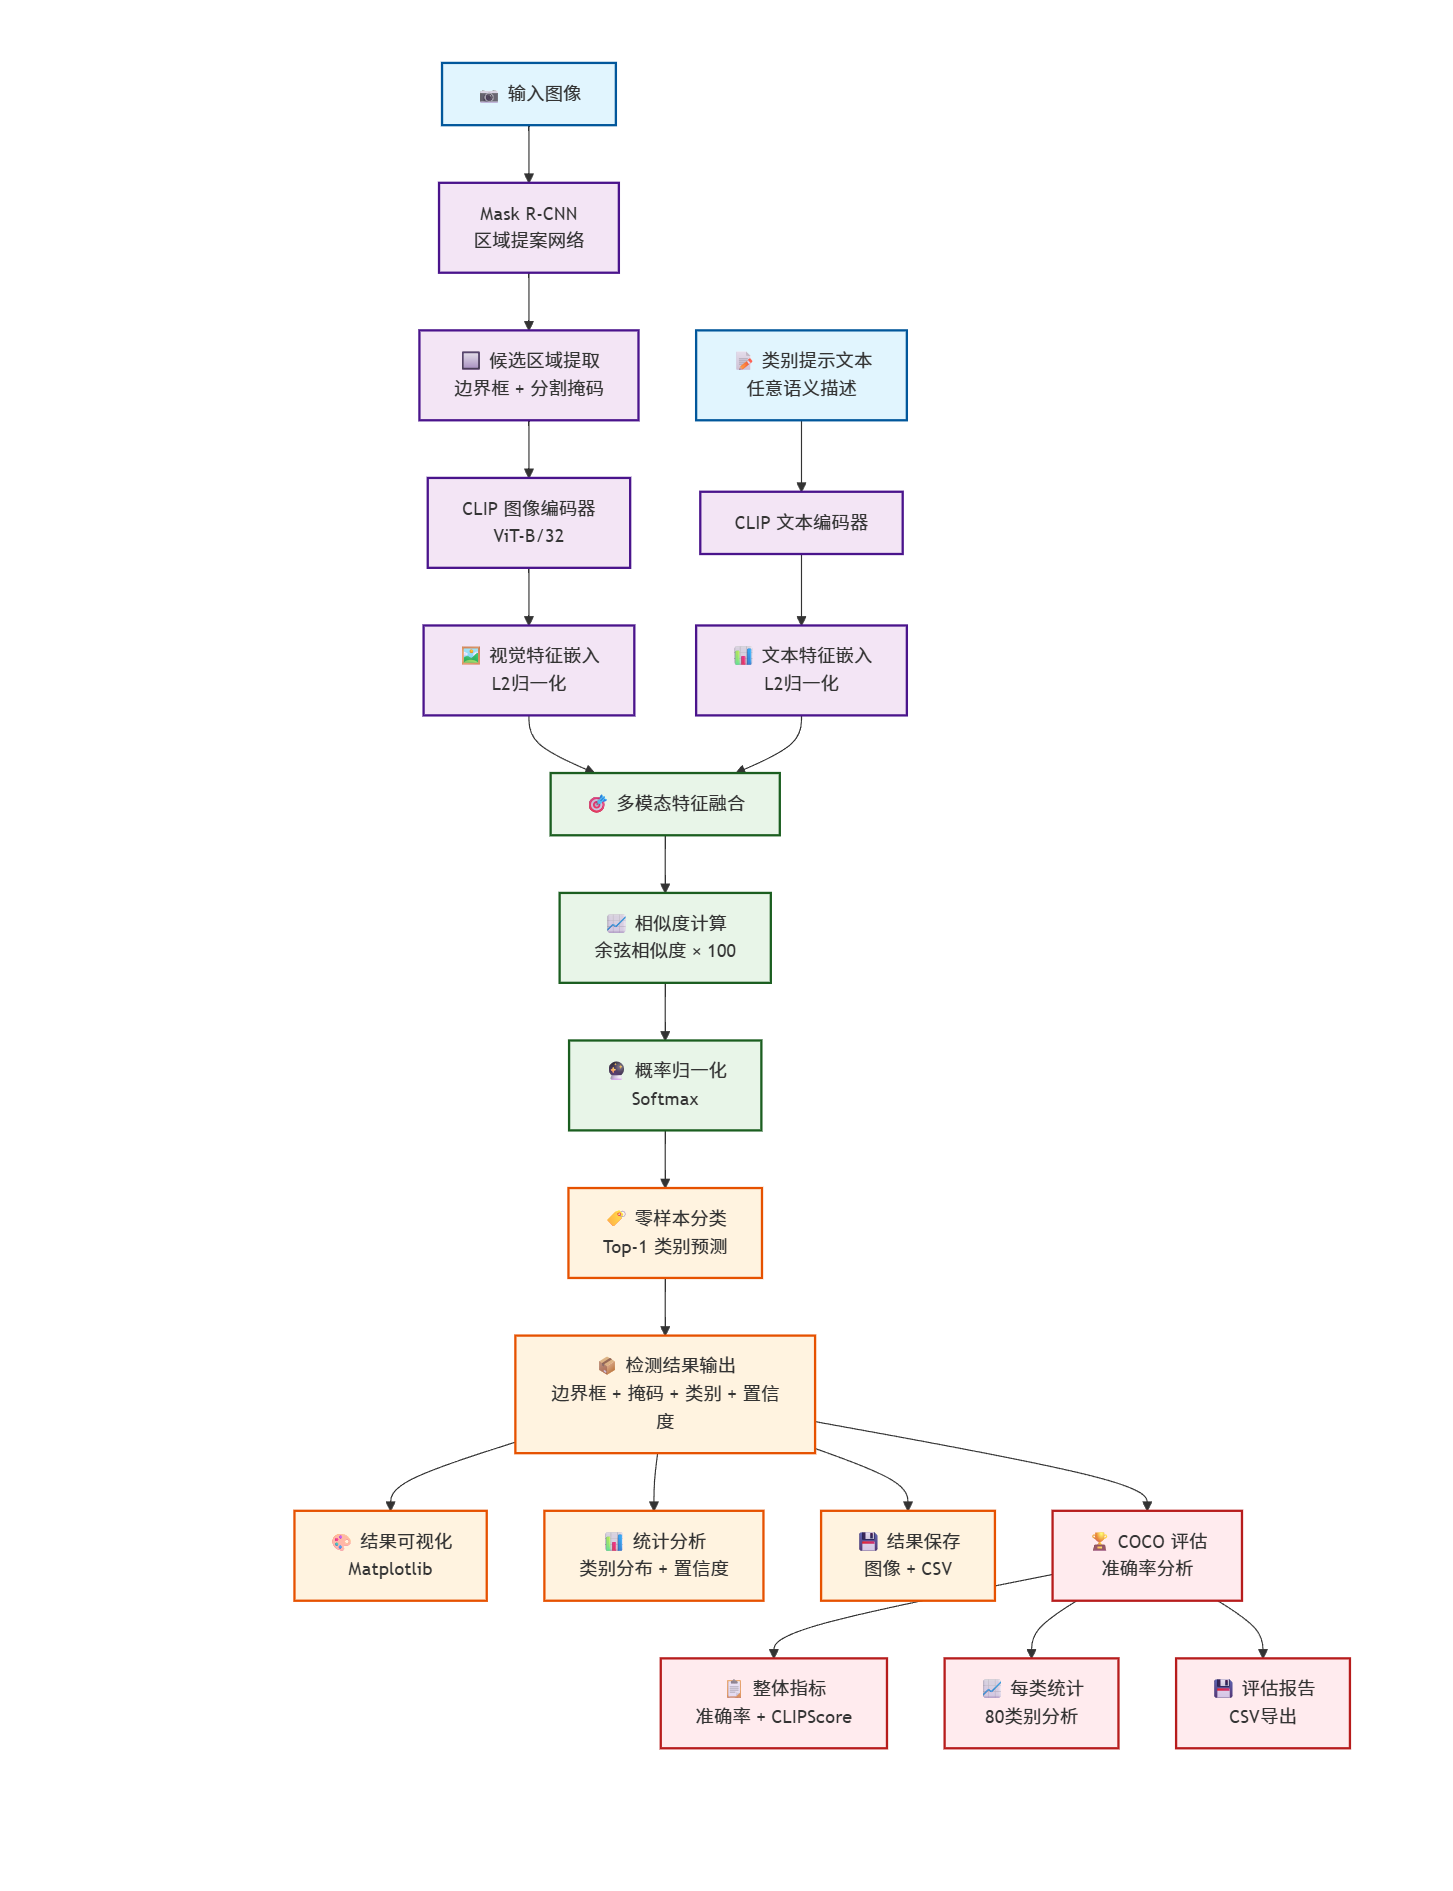 输入图像
Mask R-CNN
区域提案网络
候选区域提取
边界框 + 分割掩码
类别提示文本
任意语义描述
CLIP 图像编码器
ViT-B/32
CLIP 文本编码器
视觉特征嵌入
L2归一化
文本特征嵌入
L2归一化
多模态特征融合
相似度计算
余弦相似度 × 100
概率归一化
Softmax
零样本分类
Top-1 类别预测
检测结果输出
边界框 + 掩码 + 类别 + 置信
度
结果可视化
Matplotlib
统计分析
类别分布 + 置信度
结果保存
图像 + CSV
COCO 评估
准确率分析
整体指标
准确率 + CLIPScore
每类统计
80类别分析
评估报告
CSV导出